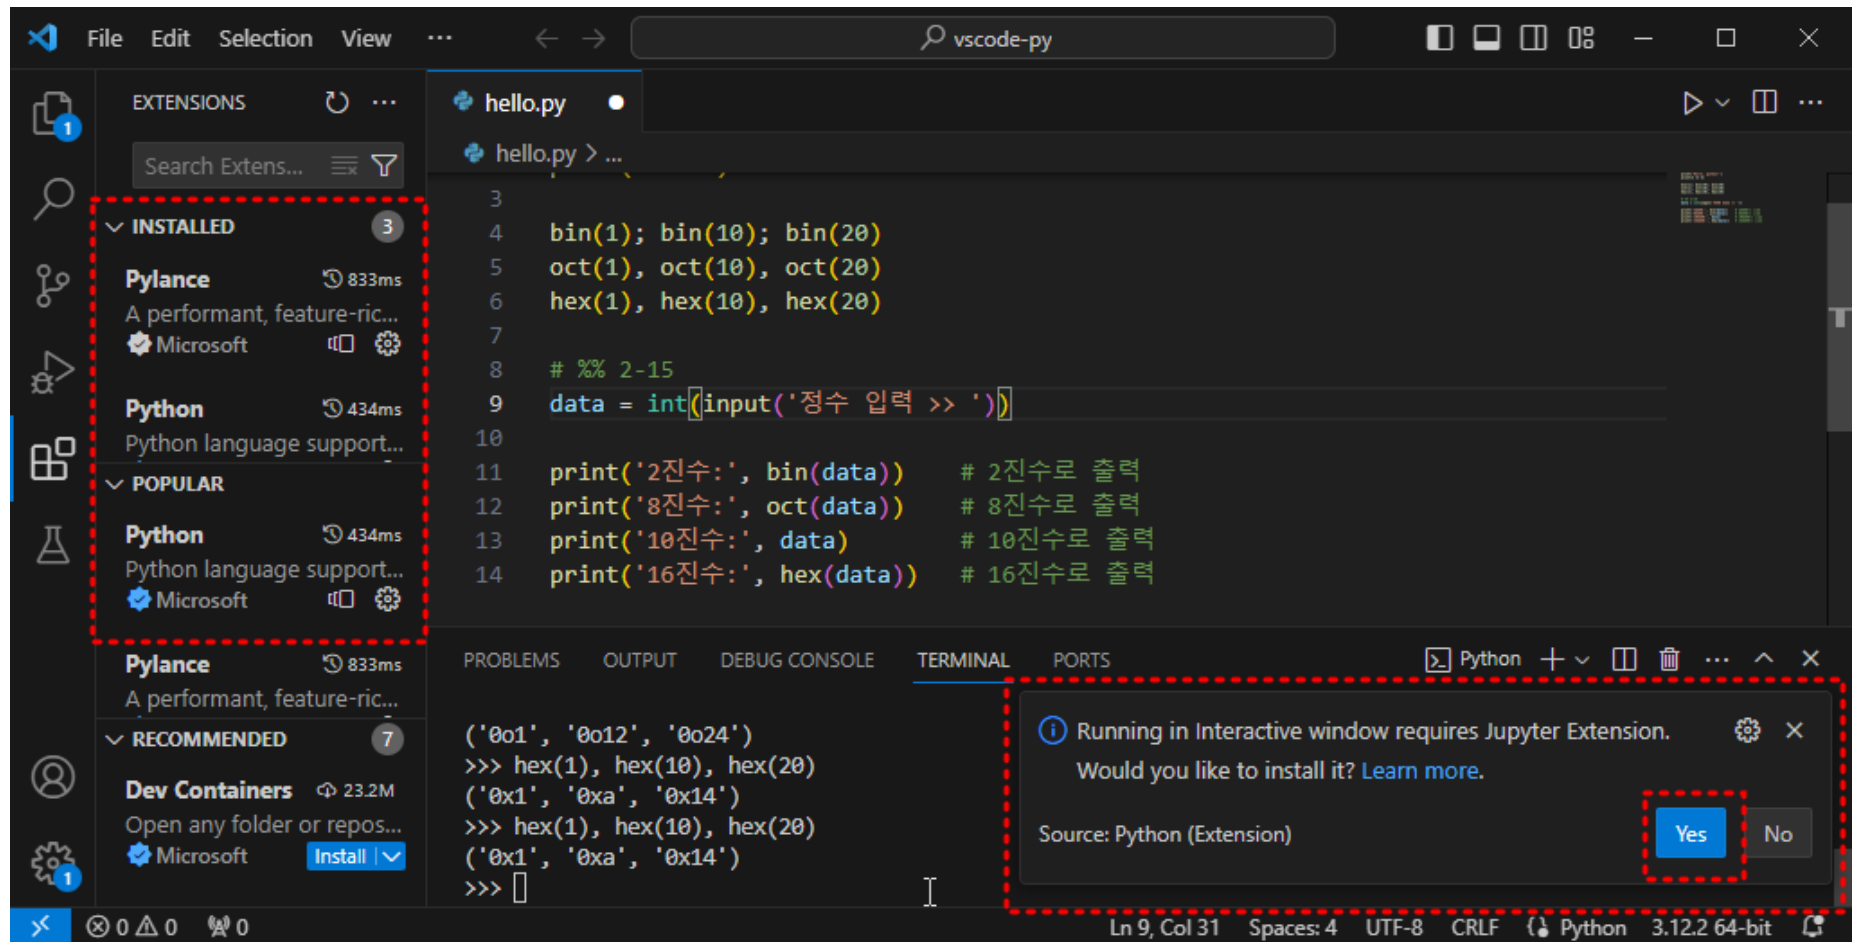 File Edit Selection View ··· vscode-py
EXTENSIONS
Search Extens...
INSTALLED 3
Pylance 833ms
A performant, feature-ric...
Microsoft
Python 434ms
Python language support...
POPULAR
Python 434ms
Python language support...
Microsoft
Pylance 833ms
A performant, feature-ric...
RECOMMENDED 7
Dev Containers 23.2M
Open any folder or repos...
Microsoft Install
1
1
hello.py
hello.py > ...
3
4 bin(1); bin(10); bin(20)
5 oct(1), oct(10), oct(20)
6 hex(1), hex(10), hex(20)
7
8 # %% 2-15
9 data = int(input('정수 입력 >> '))
10
11 print('2진수:', bin(data)) # 2진수로 출력
12 print('8진수:', oct(data)) # 8진수로 출력
13 print('10진수:', data) # 10진수로 출력
14 print('16진수:', hex(data)) # 16진수로 출력
PROBLEMS OUTPUT DEBUG CONSOLE TERMINAL PORTS Python
('0o1', '0o12', '0o24')
>>> hex(1), hex(10), hex(20)
('0x1', '0xa', '0x14')
>>> hex(1), hex(10), hex(20)
('0x1', '0xa', '0x14')
>>>
Running in Interactive window requires Jupyter Extension.
Would you like to install it? Learn more.
Source: Python (Extension) Yes No
0 0 0 Ln 9, Col 31 Spaces: 4 UTF-8 CRLF Python 3.12.2 64-bit